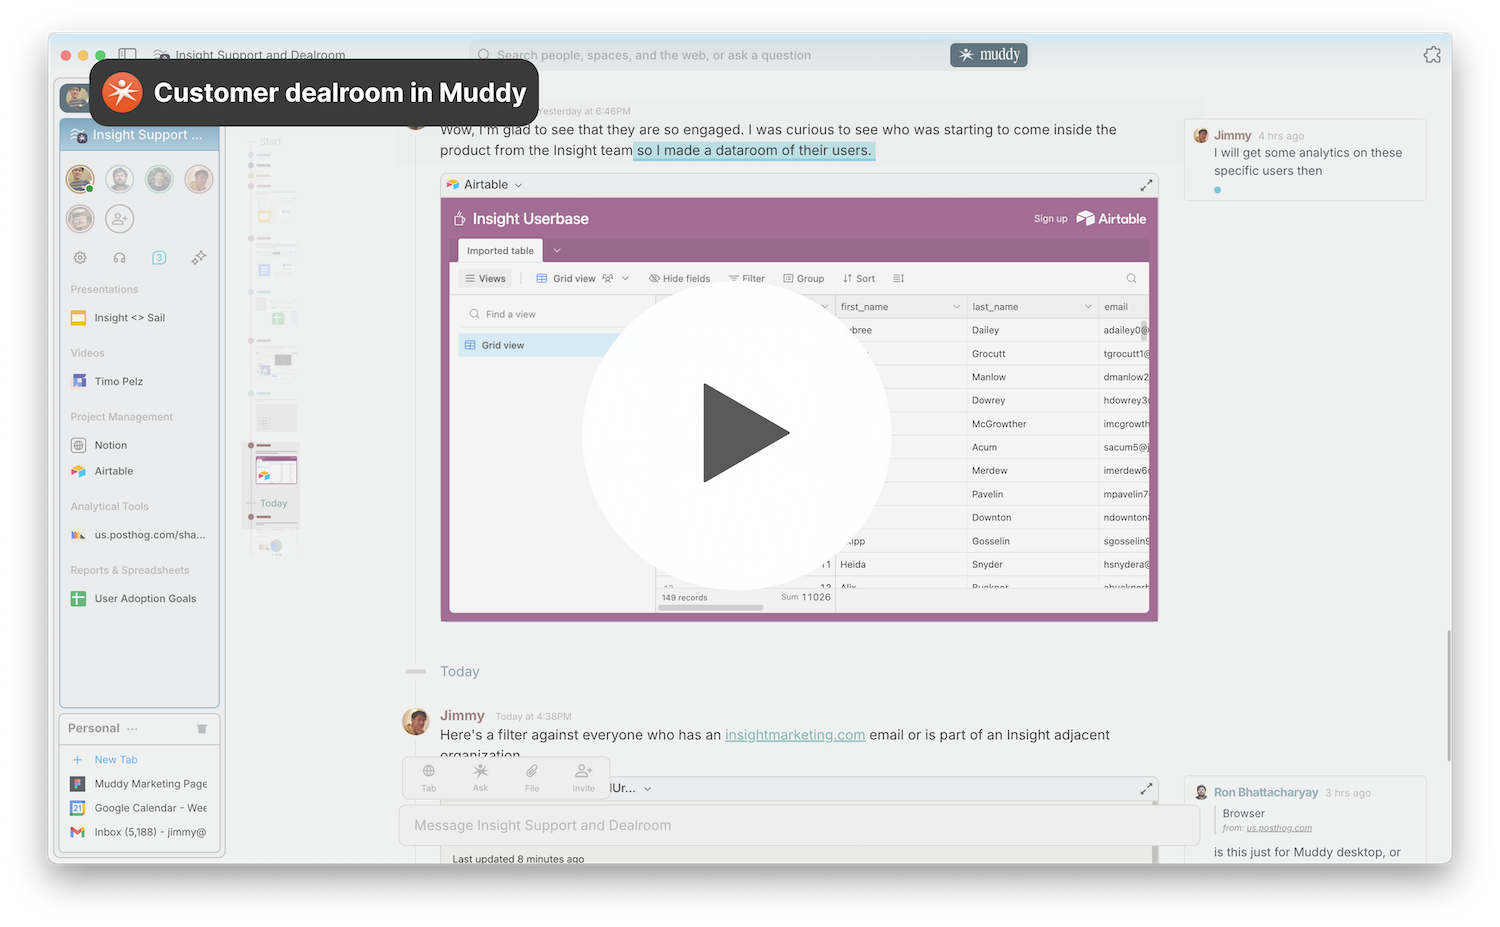 Insight Support and Dealroom
Search people, spaces, and the web, or ask a question
muddy
Customer dealroom in Muddy
Insight Support ...
3
Presentations
Insight <> Sail
Videos
Timo Pelz
Project Management
Notion
Airtable
Analytical Tools
us.posthog.com/sha...
Reports & Spreadsheets
User Adoption Goals
Personal ...
New Tab
Muddy Marketing Page
21
Google Calendar - Wee
Inbox (5,188) - jimmy@
Start
Today
Yesterday at 6:46PM
Wow, I'm glad to see that they are so engaged. I was curious to see who was starting to come inside the
product from the Insight team so I made a dataroom of their users.
Airtable
Insight Userbase
Sign up
Airtable
Imported table
Views
Grid view
Hide fields
Filter
Group
Sort
Find a view
Grid view
first_name
last_name
email
Dailey
adailey0@
Grocutt
tgrocutt1@
Manlow
dmanlow2
Dowrey
hdowrey3
McGrowther
imcgrowth
Acum
sacum5@j
Merdew
imerdew6
Pavelin
mpavelin7
Downton
ndownton8
Gosselin
sgosselin9
11
Heida
Snyder
hsnydera@
12
12
Alix
Buckner
149 records
Sum 11026
Today
Jimmy
Today at 4:38PM
Here's a filter against everyone who has an insightmarketing.com email or is part of an Insight adjacent
organization
Tab
Ask
File
Invite
Message Insight Support and Dealroom
Last updated 8 minutes ago
Jimmy
4 hrs ago
I will get some analytics on these
specific users then
Ron Bhattacharyay
3 hrs ago
Browser
from: us.posthog.com
is this just for Muddy desktop, or